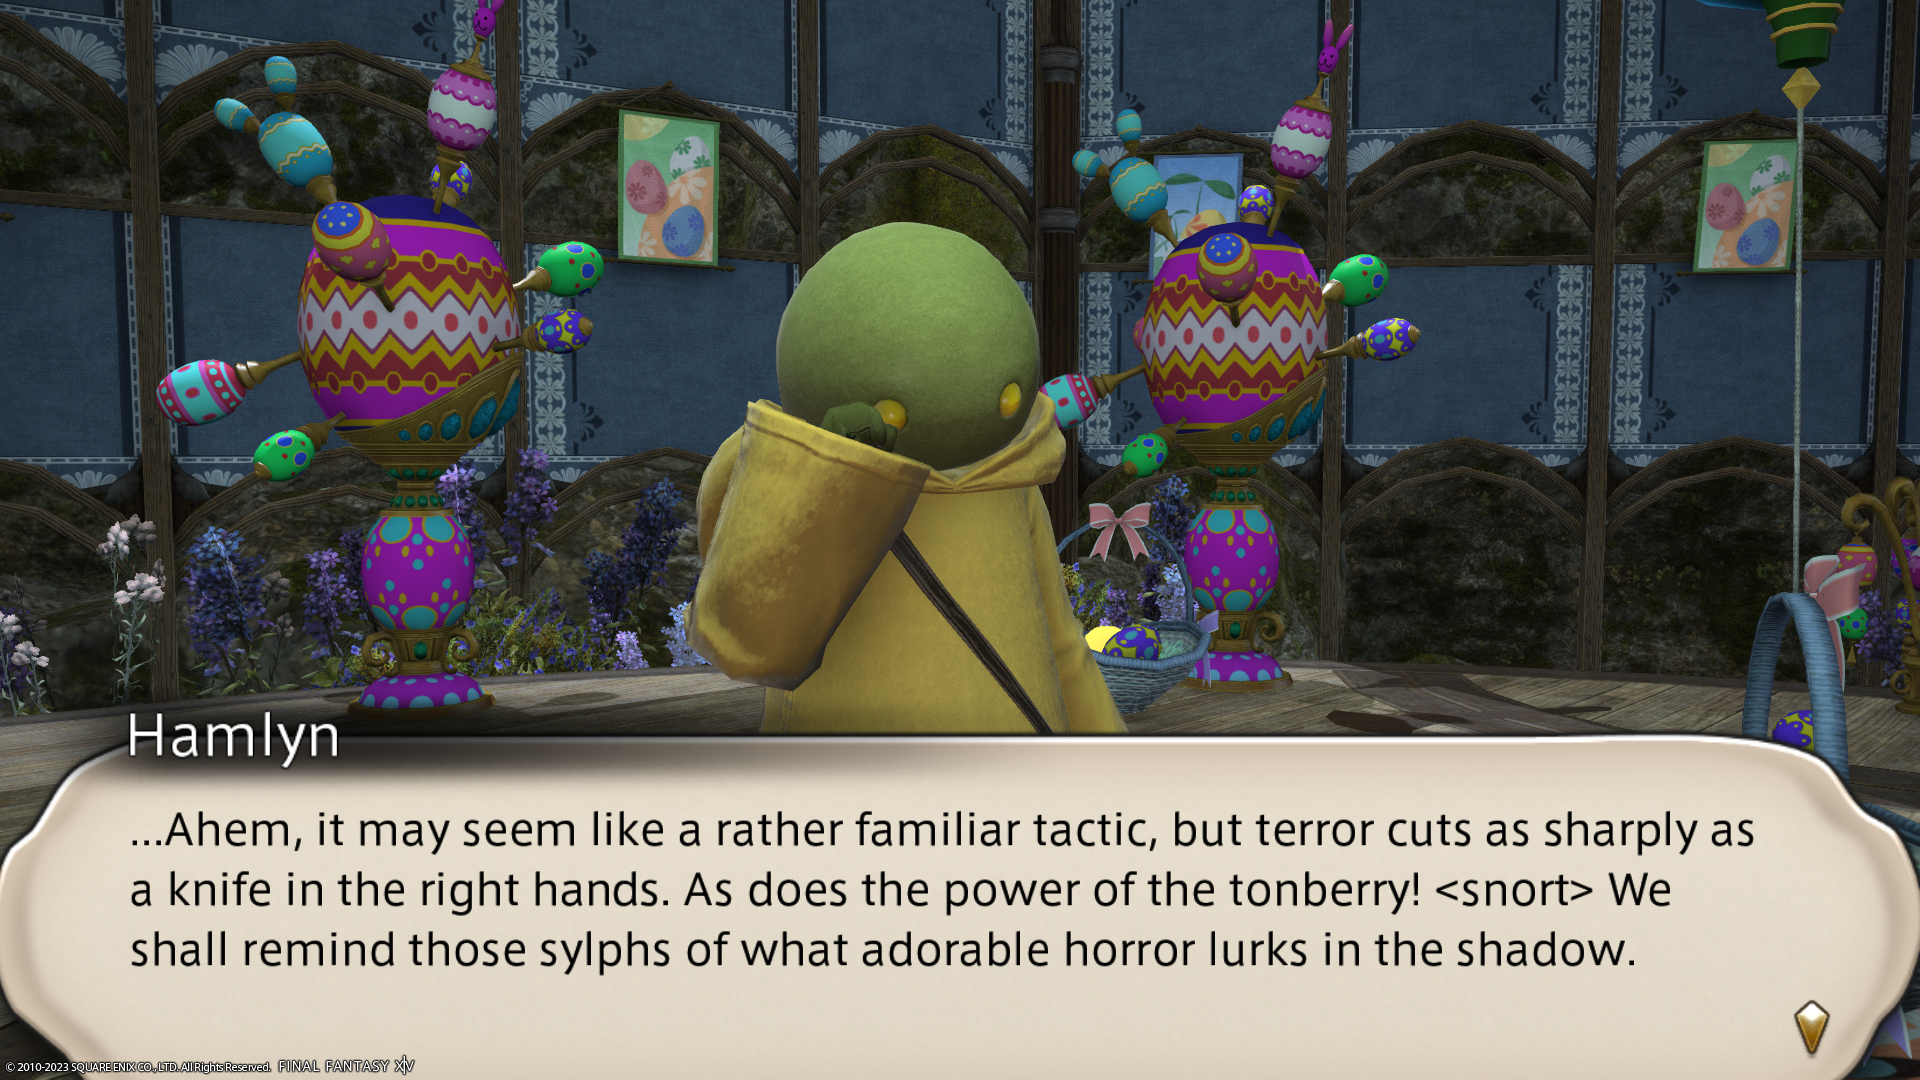 Hamlyn
...Ahem, it may seem like a rather familiar tactic, but terror cuts as sharply as
a knife in the right hands. As does the power of the tonberry! <snort> We
shall remind those sylphs of what adorable horror lurks in the shadow.
© 2010-2023 SQUARE ENIX CO., LTD. All Rights Reserved. FINAL FANTASY XIV